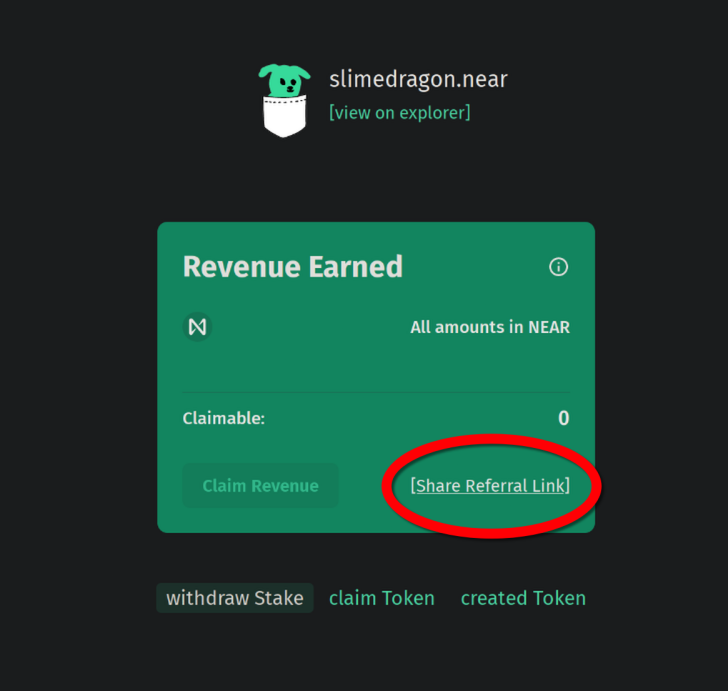 slimedragon.near
[view on explorer]
Revenue Earned
All amounts in NEAR
Claimable: 0
Claim Revenue [Share Referral Link]
withdraw Stake claim Token created Token